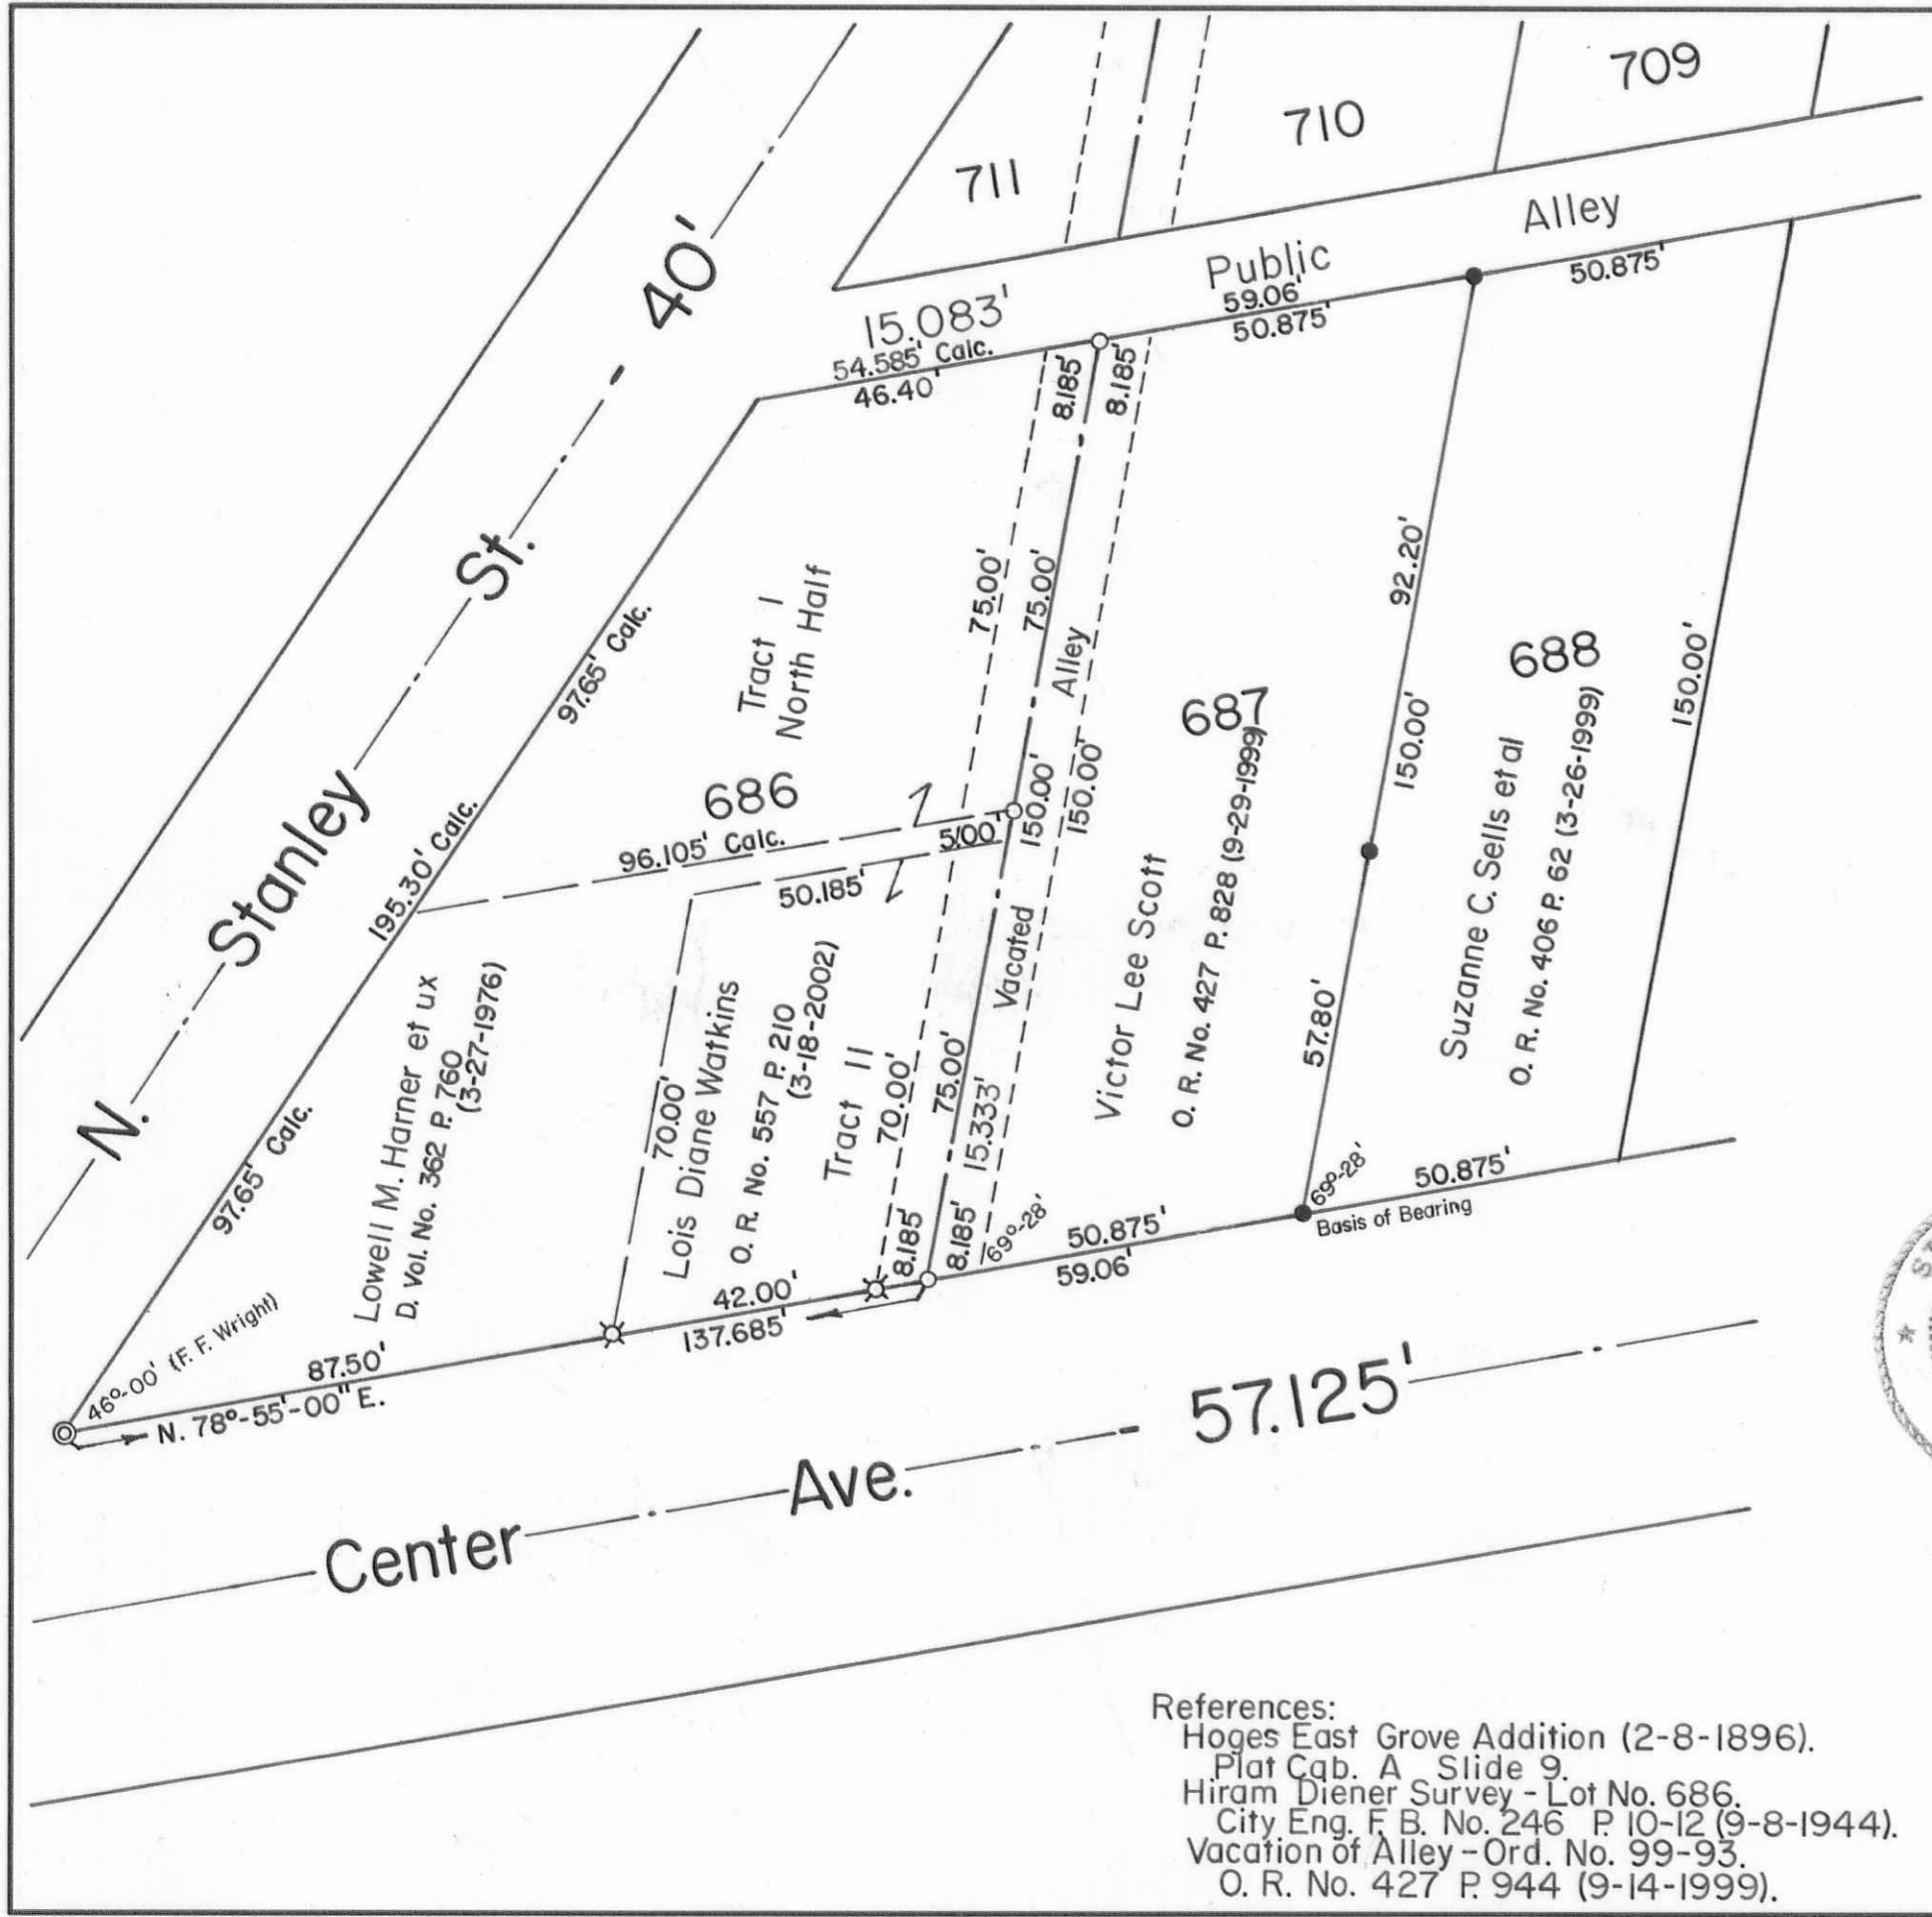 709
710
711
Alley
Public
59.06'
50.875'
50.875'
15.083'
54.585' Calc.
46.40'
8.185'
8.185'
40'
N. Stanley St. -
97.65' Calc.
195.30' Calc.
97.65' Calc.
Tract I
North Half
75.00'
75.00'
Alley
150.00'
150.00'
92.20'
150.00'
57.80'
150.00'
686
96.105' Calc.
5.00'
50.185'
687
Victor Lee Scott
O. R. No. 427 P. 828 (9-29-1999)
688
Suzanne C. Sells et al
O. R. No. 406 P. 62 (3-26-1999)
Lowell M. Harner et ux
D. Vol. No. 362 P. 760
(3-27-1976)
70.00'
Lois Diane Watkins
O. R. No. 557 P. 210
(3-18-2002)
Tract II
70.00'
75.00'
Vacated
15.333'
8.185'
8.185'
69°-28'
69°-28'
50.875'
Basis of Bearing
50.875'
59.06'
42.00'
137.685'
46°-00' (F. F. Wright)
87.50'
N. 78°-55'-00" E.
Center Ave. - 57.125'
References:
Hoges East Grove Addition (2-8-1896).
Plat Cab. A Slide 9.
Hiram Diener Survey - Lot No. 686.
City Eng. F. B. No. 246 P. 10-12 (9-8-1944).
Vacation of Alley - Ord. No. 99-93.
O. R. No. 427 P. 944 (9-14-1999).